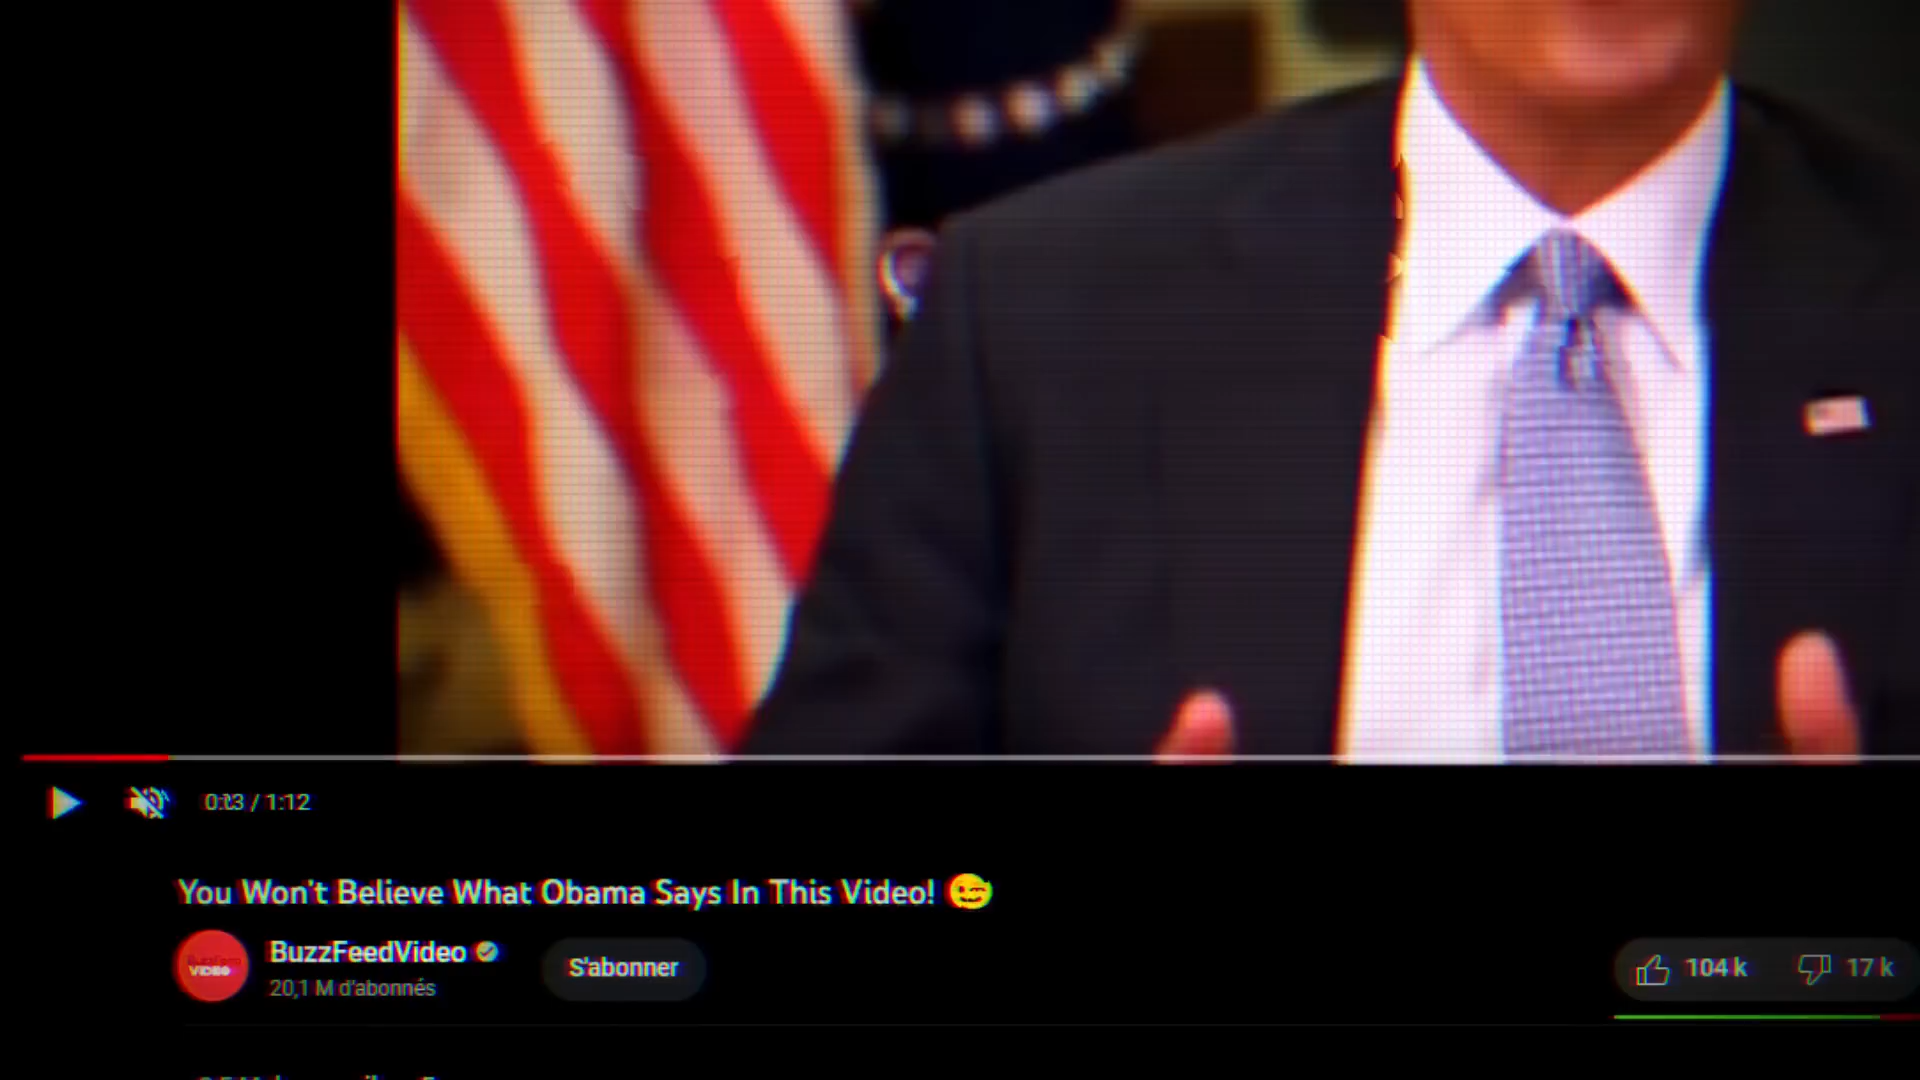 0:13 / 1:12
You Won't Believe What Obama Says In This Video! 😉
VIDEO
BuzzFeedVideo
20,1 M d'abonnés
S'abonner
104 k
17 k